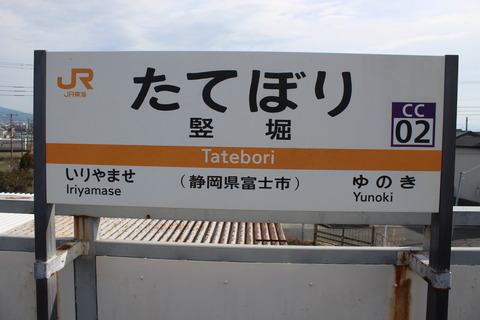 JR
JR東海
たてぼり
竪堀
CC
02
Tatebori
いりやませ
Iriyamase
(静岡県富士市)
ゆのき
Yunoki